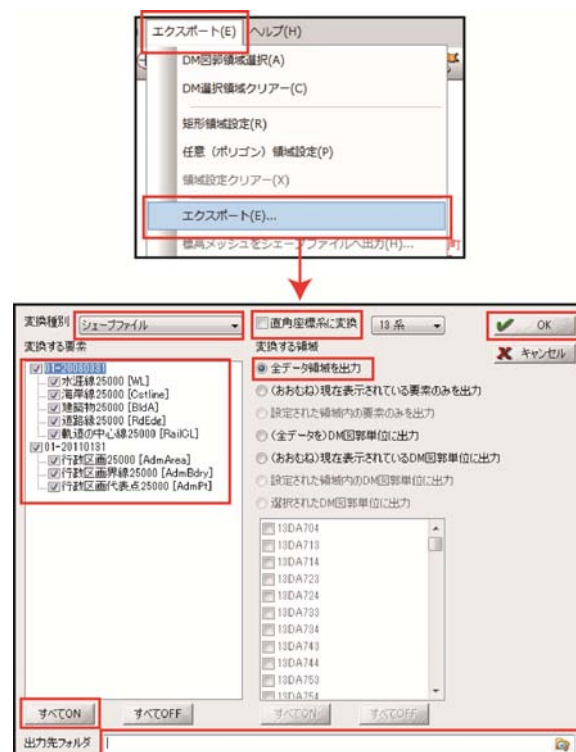 エクスポート(E) ヘルプ(H)
DM図郭領域選択(A)
DM選択領域クリアー(C)
矩形領域設定(R)
任意（ポリゴン）領域設定(P)
領域設定クリアー(X)
エクスポート(E)...
標高メッシュをシェープファイルへ出力(H)...
町
変換種別 シェープファイル
直角座標系に変換 13 系
OK
キャンセル
変換する要素
01-20080331
水涯線25000 [WL]
海岸線25000 [Cstline]
建築物25000 [BldA]
道路縁25000 [RdEdg]
軌道の中心線25000 [RailCL]
01-20110131
行政区画25000 [AdmArea]
行政区画界線25000 [AdmBdry]
行政区画代表点25000 [AdmPt]
変換する領域
全データ領域を出力
(おおむね)現在表示されている要素のみを出力
設定された領域内の要素のみを出力
(全データを)DM図郭単位に出力
(おおむね)現在表示されているDM図郭単位に出力
設定された領域内のDM図郭単位に出力
選択されたDM図郭単位に出力
13DA704
13DA713
13DA714
13DA723
13DA724
13DA733
13DA734
13DA743
13DA744
13DA753
13DA754
すべてON すべてOFF
すべてON すべてOFF
出力先フォルダ